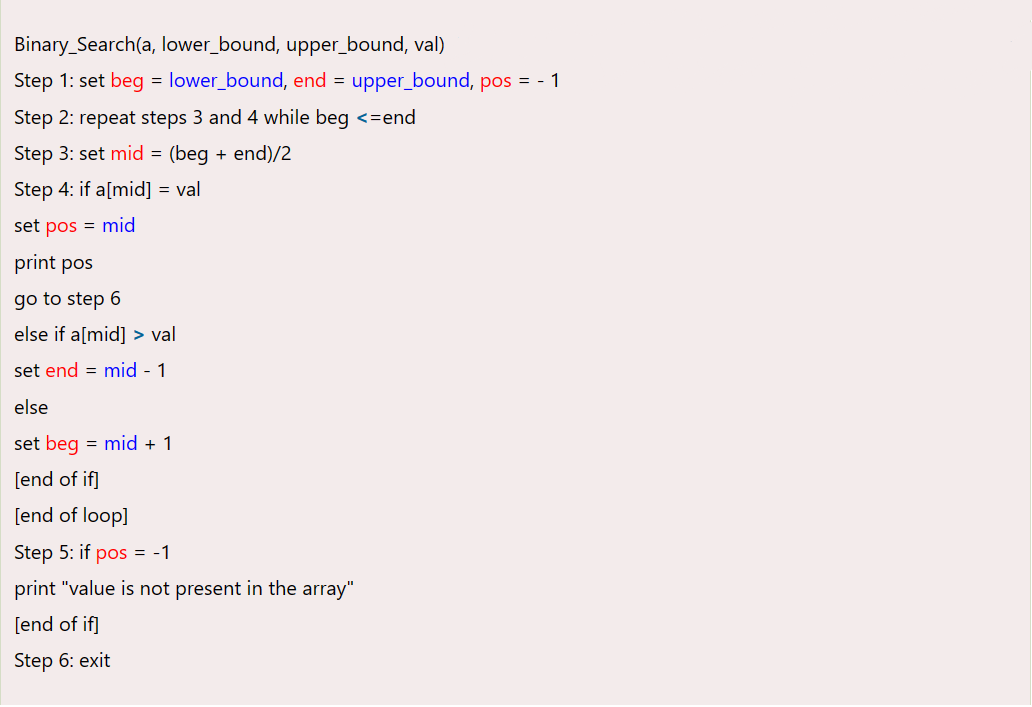 Binary_Search(a, lower_bound, upper_bound, val)
Step 1: set beg = lower_bound, end = upper_bound, pos = - 1
Step 2: repeat steps 3 and 4 while beg <=end
Step 3: set mid = (beg + end)/2
Step 4: if a[mid] = val
set pos = mid
print pos
go to step 6
else if a[mid] > val
set end = mid - 1
else
set beg = mid + 1
[end of if]
[end of loop]
Step 5: if pos = -1
print "value is not present in the array"
[end of if]
Step 6: exit